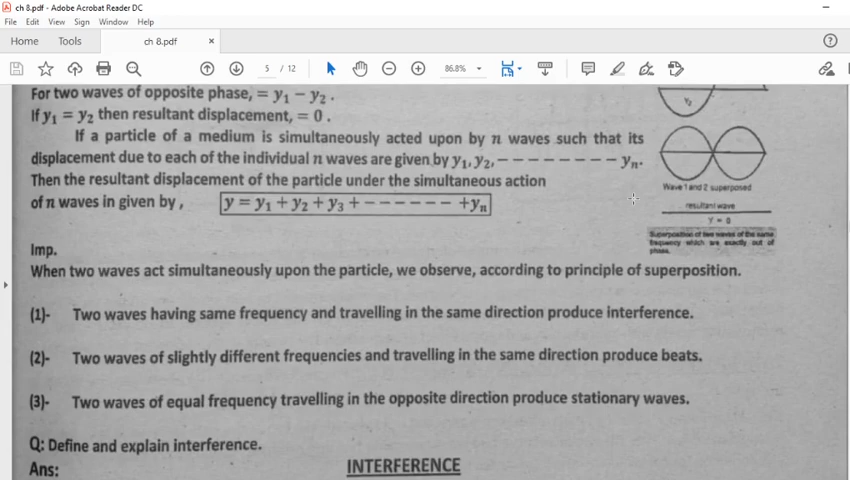 ch 8.pdf - Adobe Acrobat Reader DC
File Edit View Sign Window Help
Home Tools ch 8.pdf ×
5 / 12 86.8%
For two waves of opposite phase, = y₁ − y₂ .
If y₁ = y₂ then resultant displacement, = 0 .
If a particle of a medium is simultaneously acted upon by n waves such that its
displacement due to each of the individual n waves are given by y₁, y₂, − − − − − − − − − yₙ.
Then the resultant displacement of the particle under the simultaneous action
of n waves in given by , y = y₁ + y₂ + y₃ + − − − − − − +yₙ
Wave 1 and 2 superposed
resultant wave
y = 0
Superposition of two waves of the same
frequency which are exactly out of
phase.
Imp.
When two waves act simultaneously upon the particle, we observe, according to principle of superposition.
(1)- Two waves having same frequency and travelling in the same direction produce interference.
(2)- Two waves of slightly different frequencies and travelling in the same direction produce beats.
(3)- Two waves of equal frequency travelling in the opposite direction produce stationary waves.
Q: Define and explain interference.
Ans: INTERFERENCE